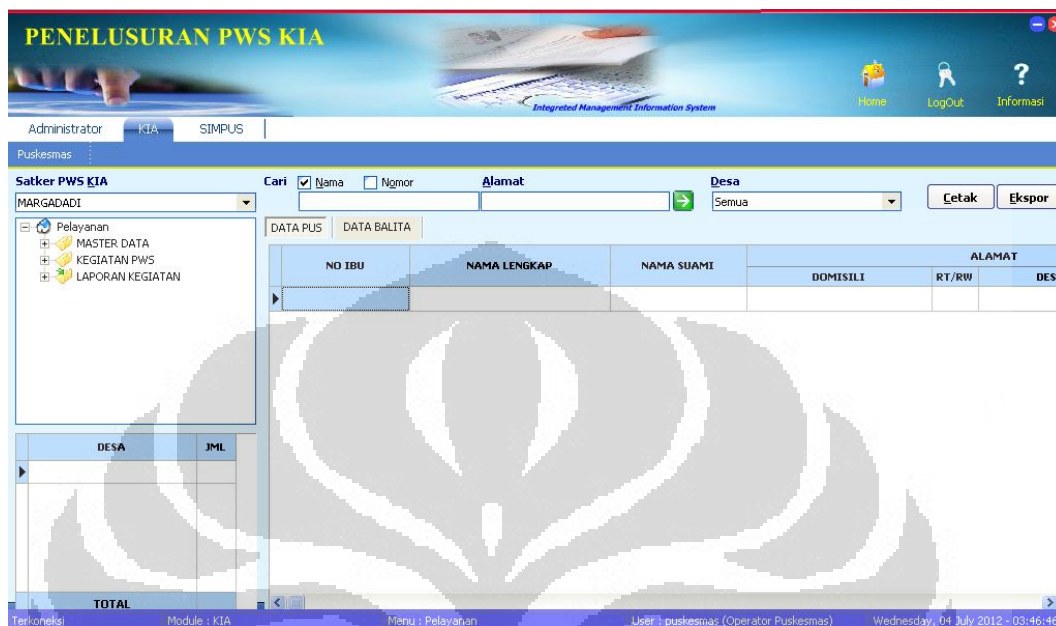 PENELUSURAN PWS KIA
Integreted Management Information System
Home LogOut Informasi
Administrator KIA SIMPUS
Puskesmas
Satker PWS KIA Cari Nama Nomor Alamat Desa
MARGADADI Semua Cetak Ekspor
Pelayanan
MASTER DATA
KEGIATAN PWS
LAPORAN KEGIATAN
DATA PUS DATA BALITA
NO IBU NAMA LENGKAP NAMA SUAMI ALAMAT
DOMISILI RT/RW DES
DESA JML
TOTAL
Terkoneksi Module : KIA Menu : Pelayanan User : puskesmas (Operator Puskesmas) Wednesday, 04 July 2012 - 03:46:46